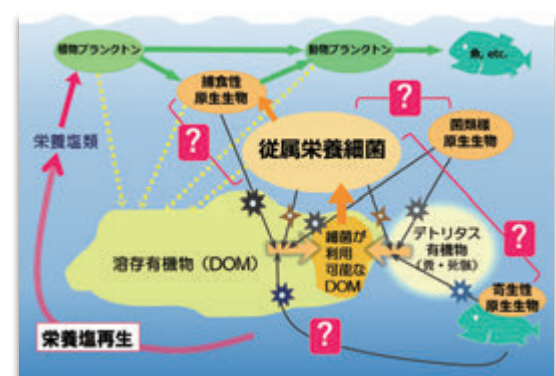 植物プランクトン
動物プランクトン
魚, etc.
捕食性
原生生物
?
?
菌類様
原生生物
従属栄養細菌
栄養塩類
?
溶存有機物（DOM）
細菌が
利用
可能な
DOM
デトリタス
有機物
（糞・死骸）
寄生性
原生生物
栄養塩再生
?